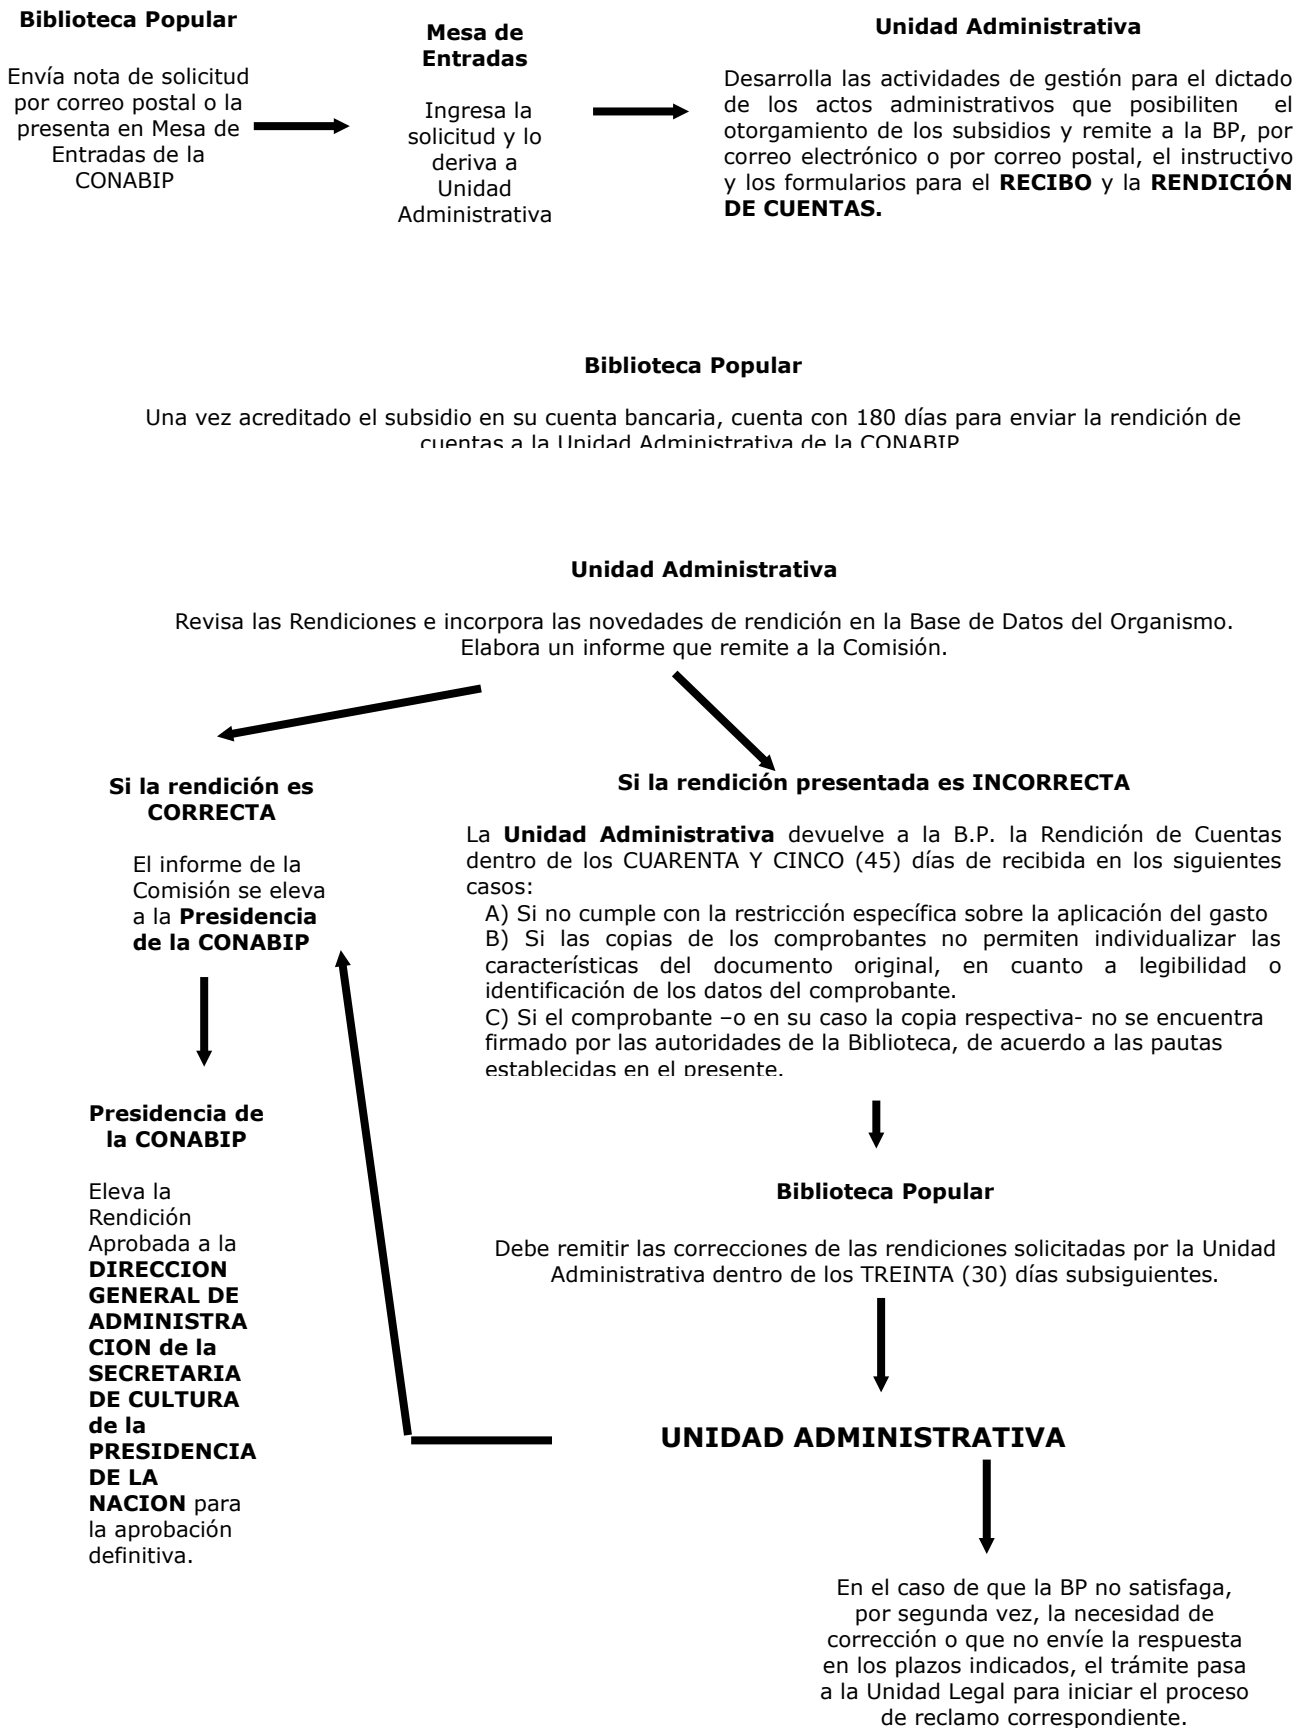 Biblioteca Popular
Envía nota de solicitud
por correo postal o la
presenta en Mesa de
Entradas de la
CONABIP
Mesa de
Entradas
Ingresa la
solicitud y lo
deriva a
Unidad
Administrativa
Unidad Administrativa
Desarrolla las actividades de gestión para el dictado
de los actos administrativos que posibiliten el
otorgamiento de los subsidios y remite a la BP, por
correo electrónico o por correo postal, el instructivo
y los formularios para el RECIBO y la RENDICIÓN
DE CUENTAS.
Biblioteca Popular
Una vez acreditado el subsidio en su cuenta bancaria, cuenta con 180 días para enviar la rendición de
cuentas a la Unidad Administrativa de la CONABIP
Unidad Administrativa
Revisa las Rendiciones e incorpora las novedades de rendición en la Base de Datos del Organismo.
Elabora un informe que remite a la Comisión.
Si la rendición es
CORRECTA
El informe de la
Comisión se eleva
a la Presidencia
de la CONABIP
Presidencia de
la CONABIP
Eleva la
Rendición
Aprobada a la
DIRECCION
GENERAL DE
ADMINISTRA
CION de la
SECRETARIA
DE CULTURA
de la
PRESIDENCIA
DE LA
NACION para
la aprobación
definitiva.
Si la rendición presentada es INCORRECTA
La Unidad Administrativa devuelve a la B.P. la Rendición de Cuentas
dentro de los CUARENTA Y CINCO (45) días de recibida en los siguientes
casos:
A) Si no cumple con la restricción específica sobre la aplicación del gasto
B) Si las copias de los comprobantes no permiten individualizar las
características del documento original, en cuanto a legibilidad o
identificación de los datos del comprobante.
C) Si el comprobante –o en su caso la copia respectiva- no se encuentra
firmado por las autoridades de la Biblioteca, de acuerdo a las pautas
establecidas en el presente.
Biblioteca Popular
Debe remitir las correcciones de las rendiciones solicitadas por la Unidad
Administrativa dentro de los TREINTA (30) días subsiguientes.
UNIDAD ADMINISTRATIVA
En el caso de que la BP no satisfaga,
por segunda vez, la necesidad de
corrección o que no envíe la respuesta
en los plazos indicados, el trámite pasa
a la Unidad Legal para iniciar el proceso
de reclamo correspondiente.